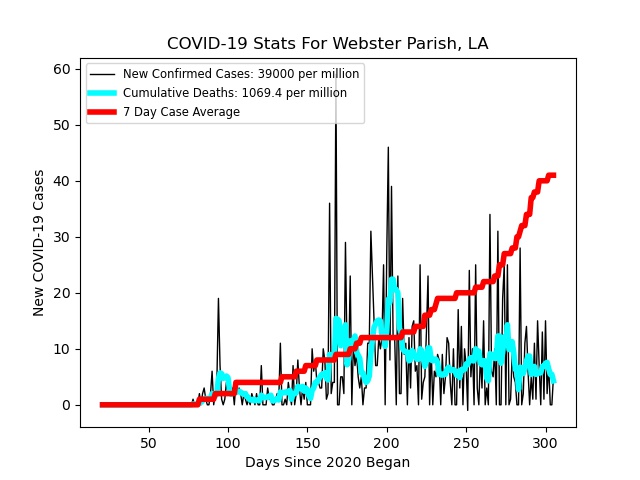 COVID-19 Stats For Webster Parish, LA
New Confirmed Cases: 39000 per million
Cumulative Deaths: 1069.4 per million
7 Day Case Average
New COVID-19 Cases
60
50
40
30
20
10
0
50 100 150 200 250 300
Days Since 2020 Began